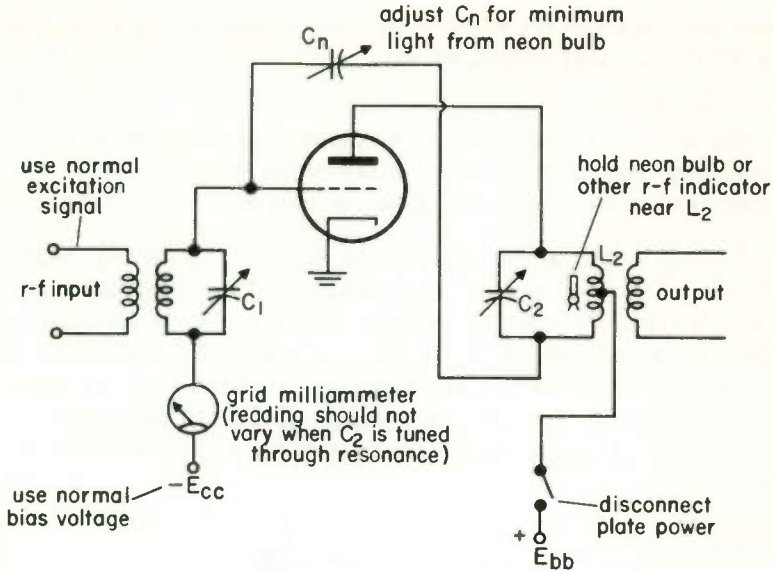 adjust Cn for minimum
light from neon bulb
Cn
use normal
excitation
signal
hold neon bulb or
other r-f indicator
near L2
L2
r-f input
C1
C2
output
grid milliammeter
(reading should not
vary when C2 is tuned
through resonance)
-Ecc
use normal
bias voltage
disconnect
plate power
+
Ebb